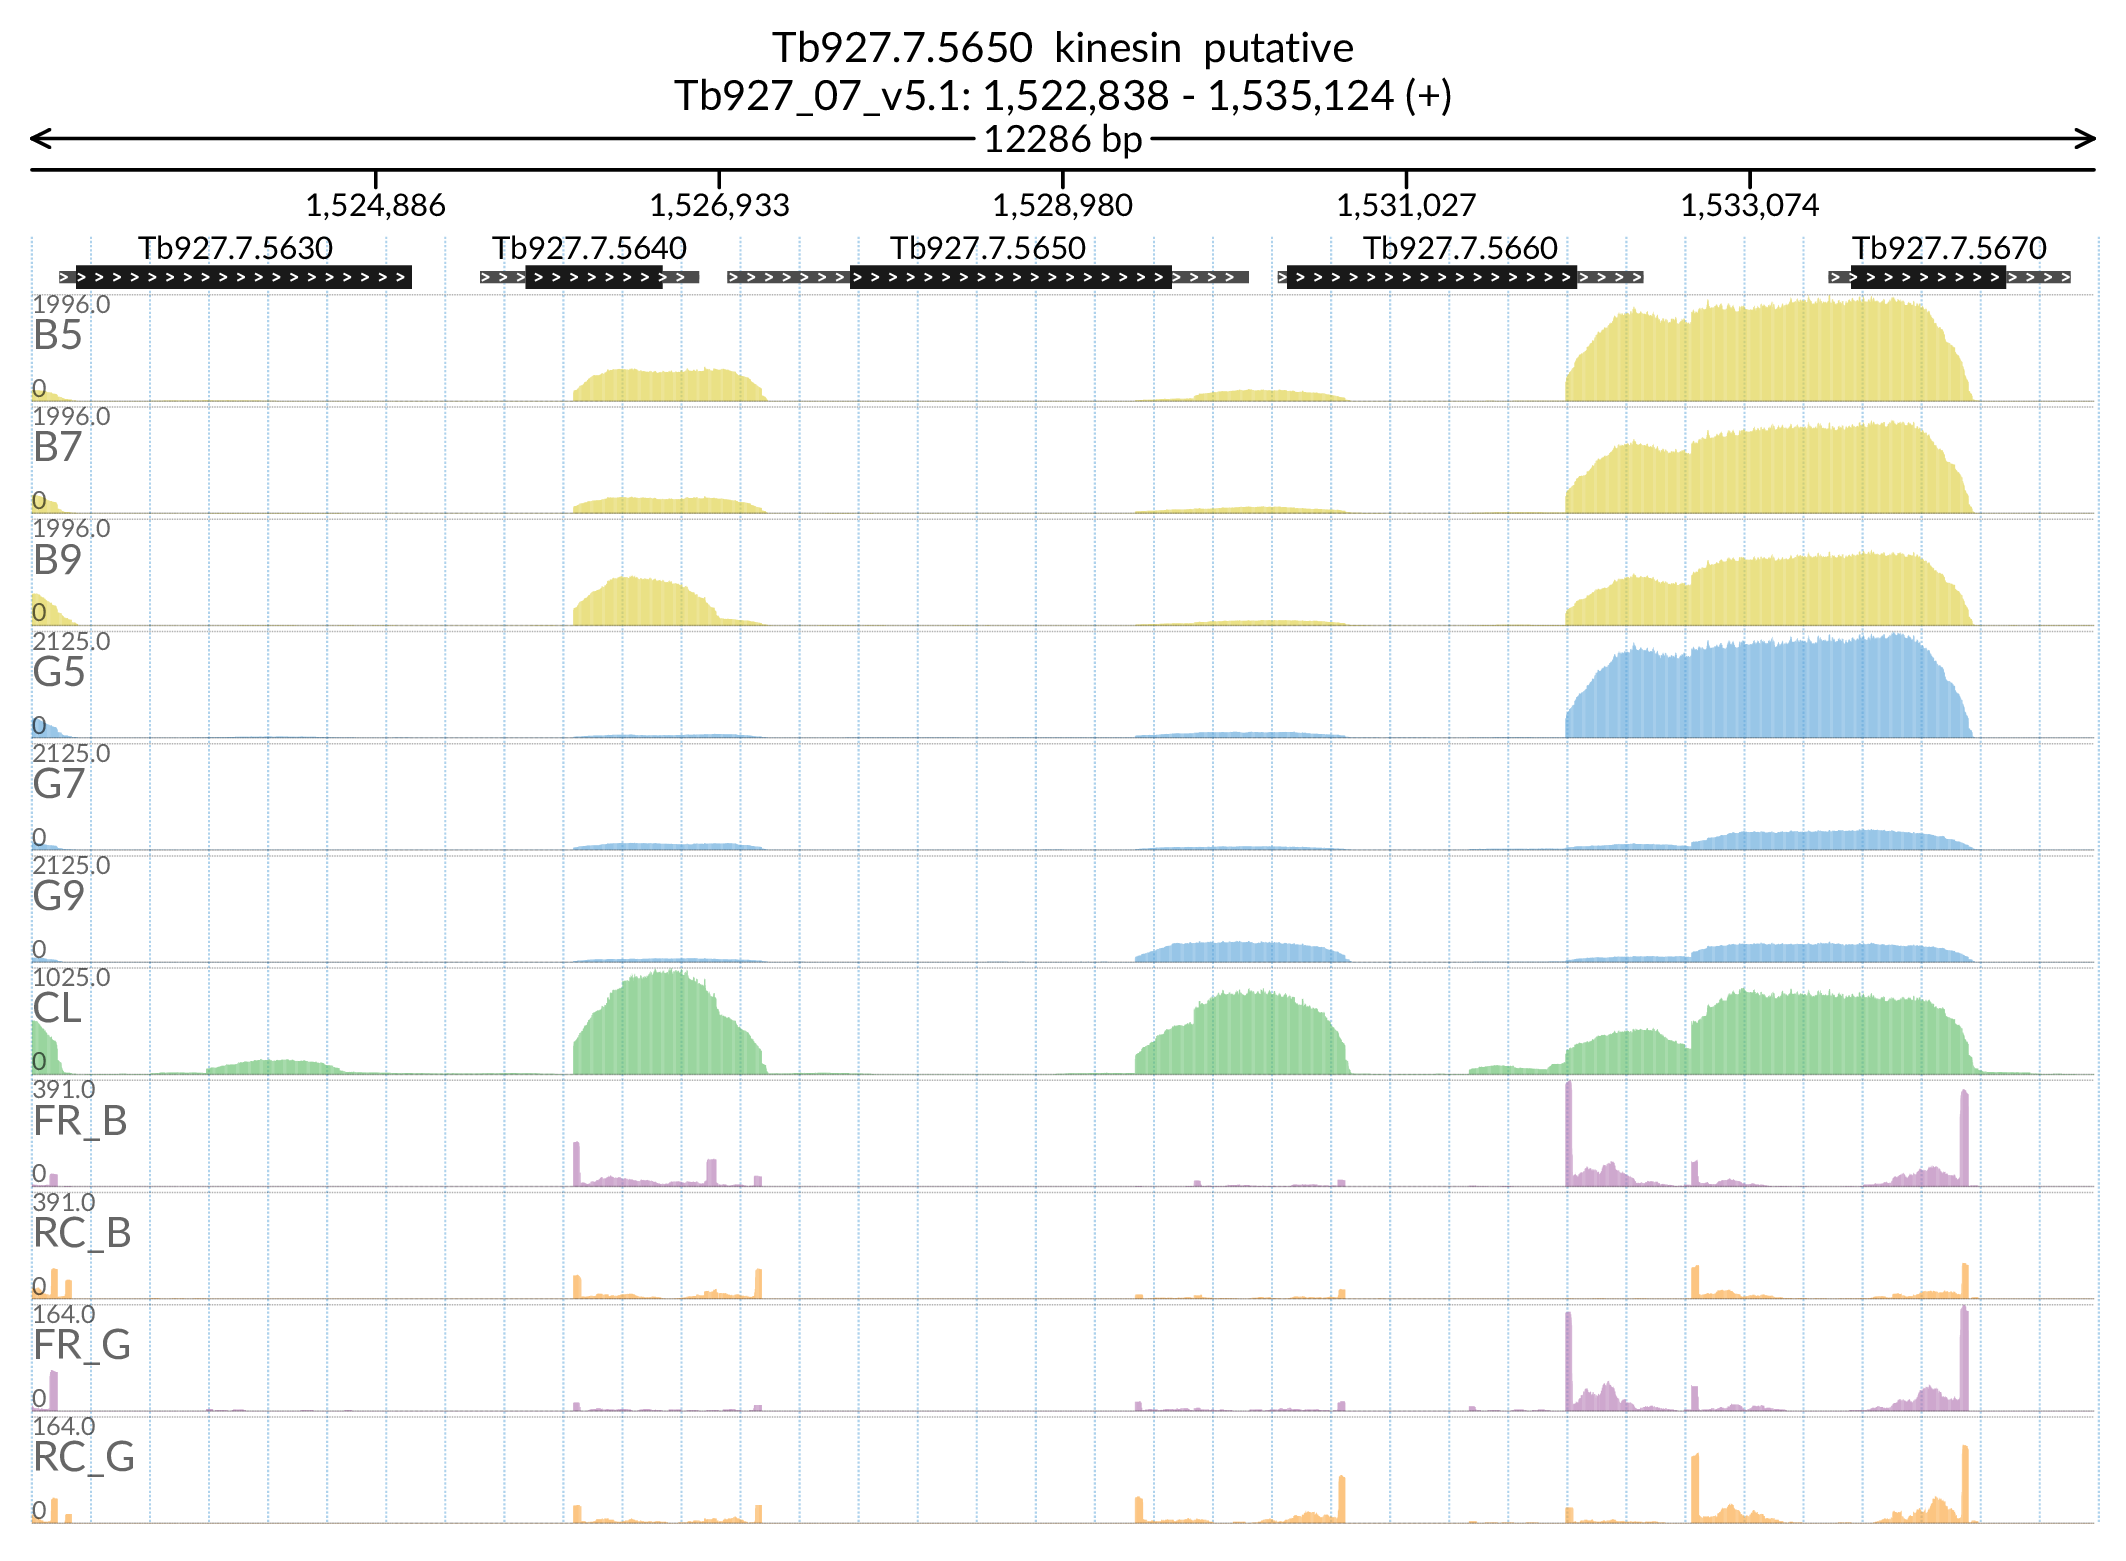 Tb927.7.5650 kinesin putative
Tb927_07_v5.1: 1,522,838 - 1,535,124 (+)
12286 bp
1,524,886 1,526,933 1,528,980 1,531,027 1,533,074
Tb927.7.5630 Tb927.7.5640 Tb927.7.5650 Tb927.7.5660 Tb927.7.5670
1996.0
B5
0
1996.0
B7
0
1996.0
B9
0
2125.0
G5
0
2125.0
G7
0
2125.0
G9
0
1025.0
CL
0
391.0
FR_B
0
391.0
RC_B
0
164.0
FR_G
0
164.0
RC_G
0